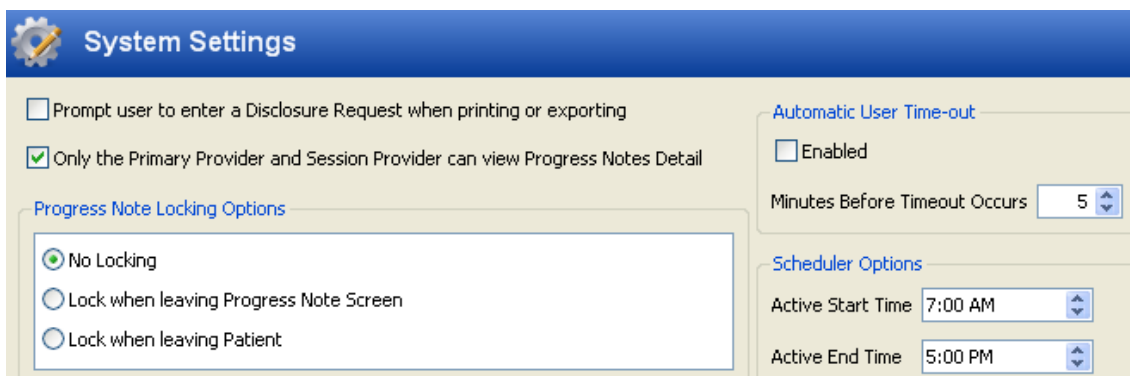 System Settings
Prompt user to enter a Disclosure Request when printing or exporting
Only the Primary Provider and Session Provider can view Progress Notes Detail
Progress Note Locking Options
No Locking
Lock when leaving Progress Note Screen
Lock when leaving Patient
Automatic User Time-out
Enabled
Minutes Before Timeout Occurs 5
Scheduler Options
Active Start Time 7:00 AM
Active End Time 5:00 PM